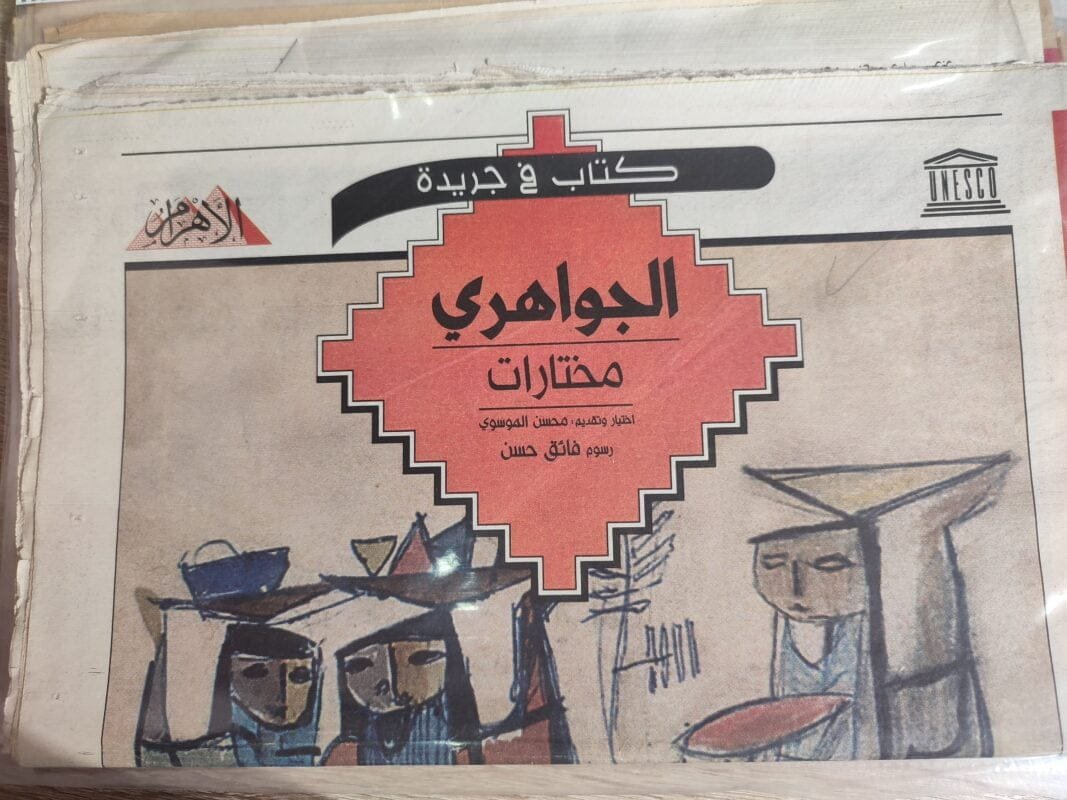 كتاب في جريدة
الأهرام
UNESCO
الجواهري
مختارات
اختيار وتقديم: محسن الموسوي
رسوم فائق حسن